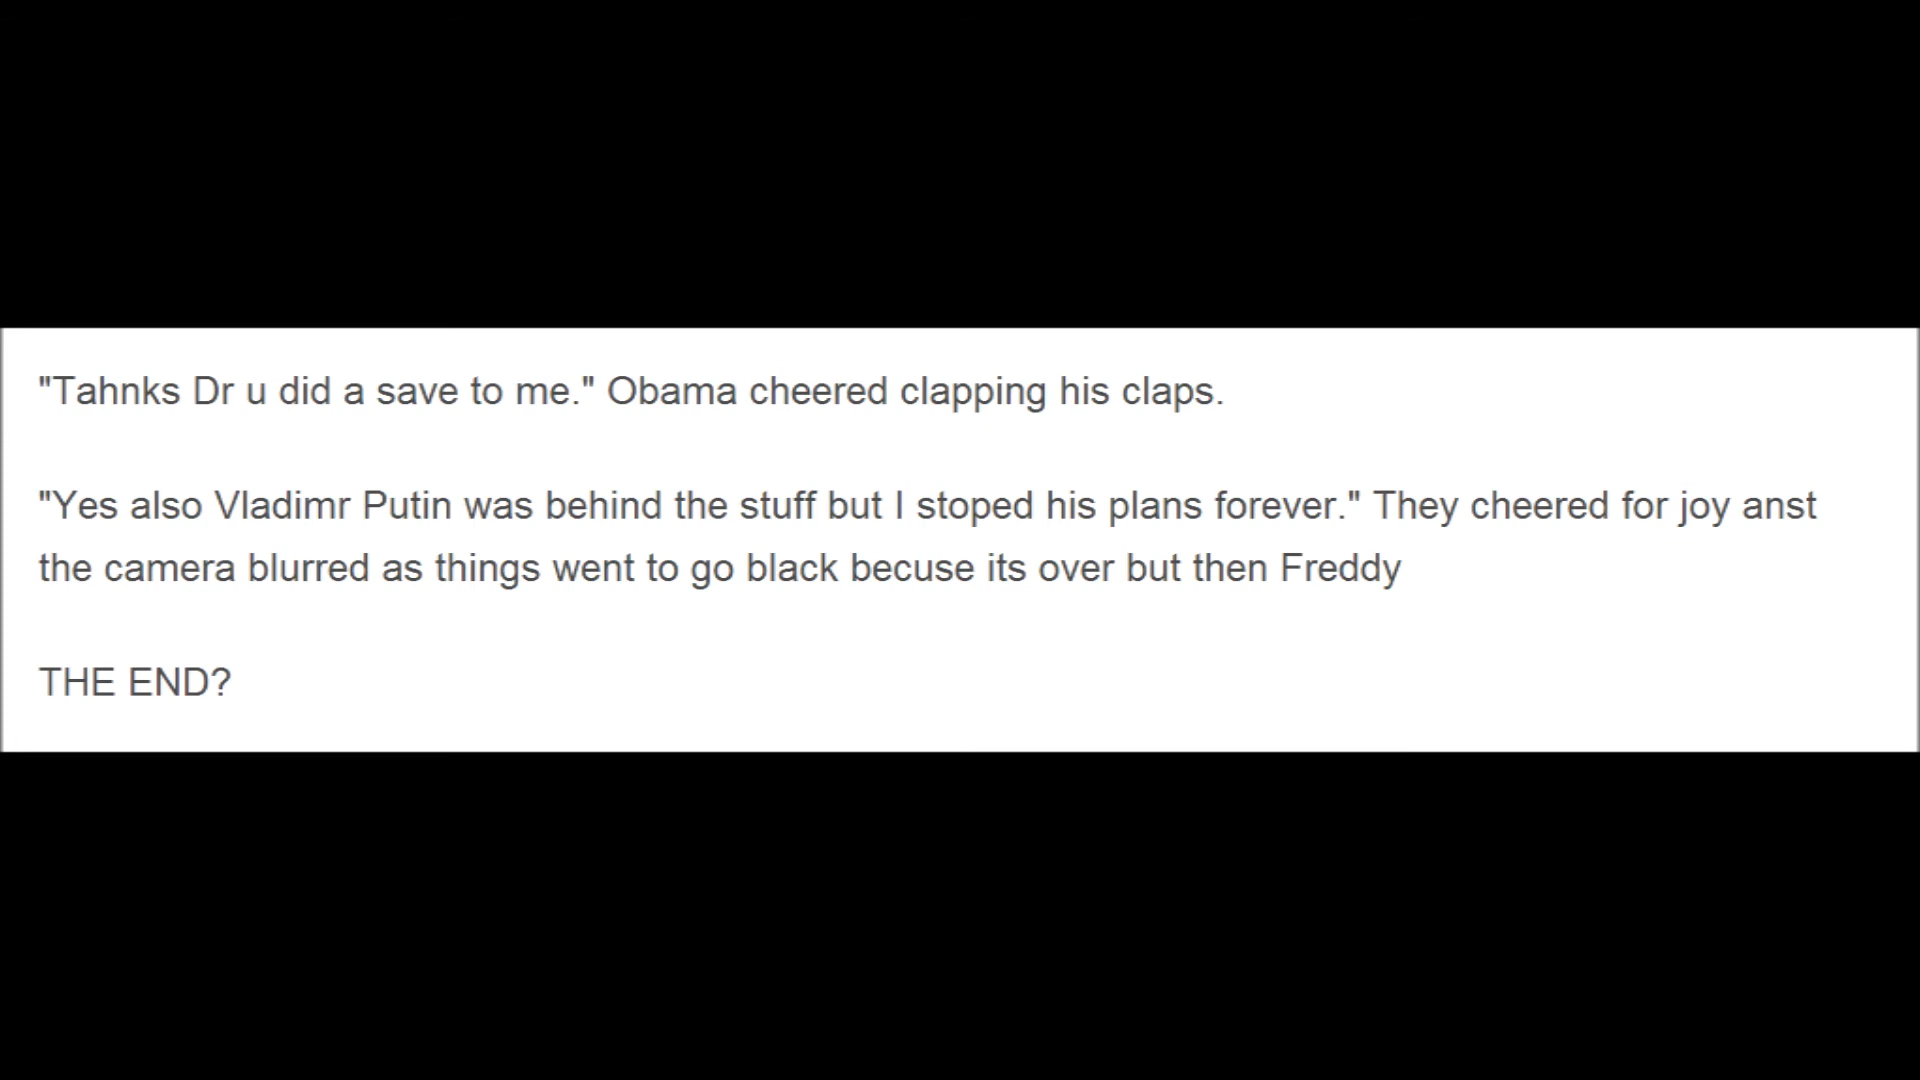 "Tahnks Dr u did a save to me." Obama cheered clapping his claps.
"Yes also Vladimr Putin was behind the stuff but I stoped his plans forever." They cheered for joy anst
the camera blurred as things went to go black becuse its over but then Freddy
THE END?